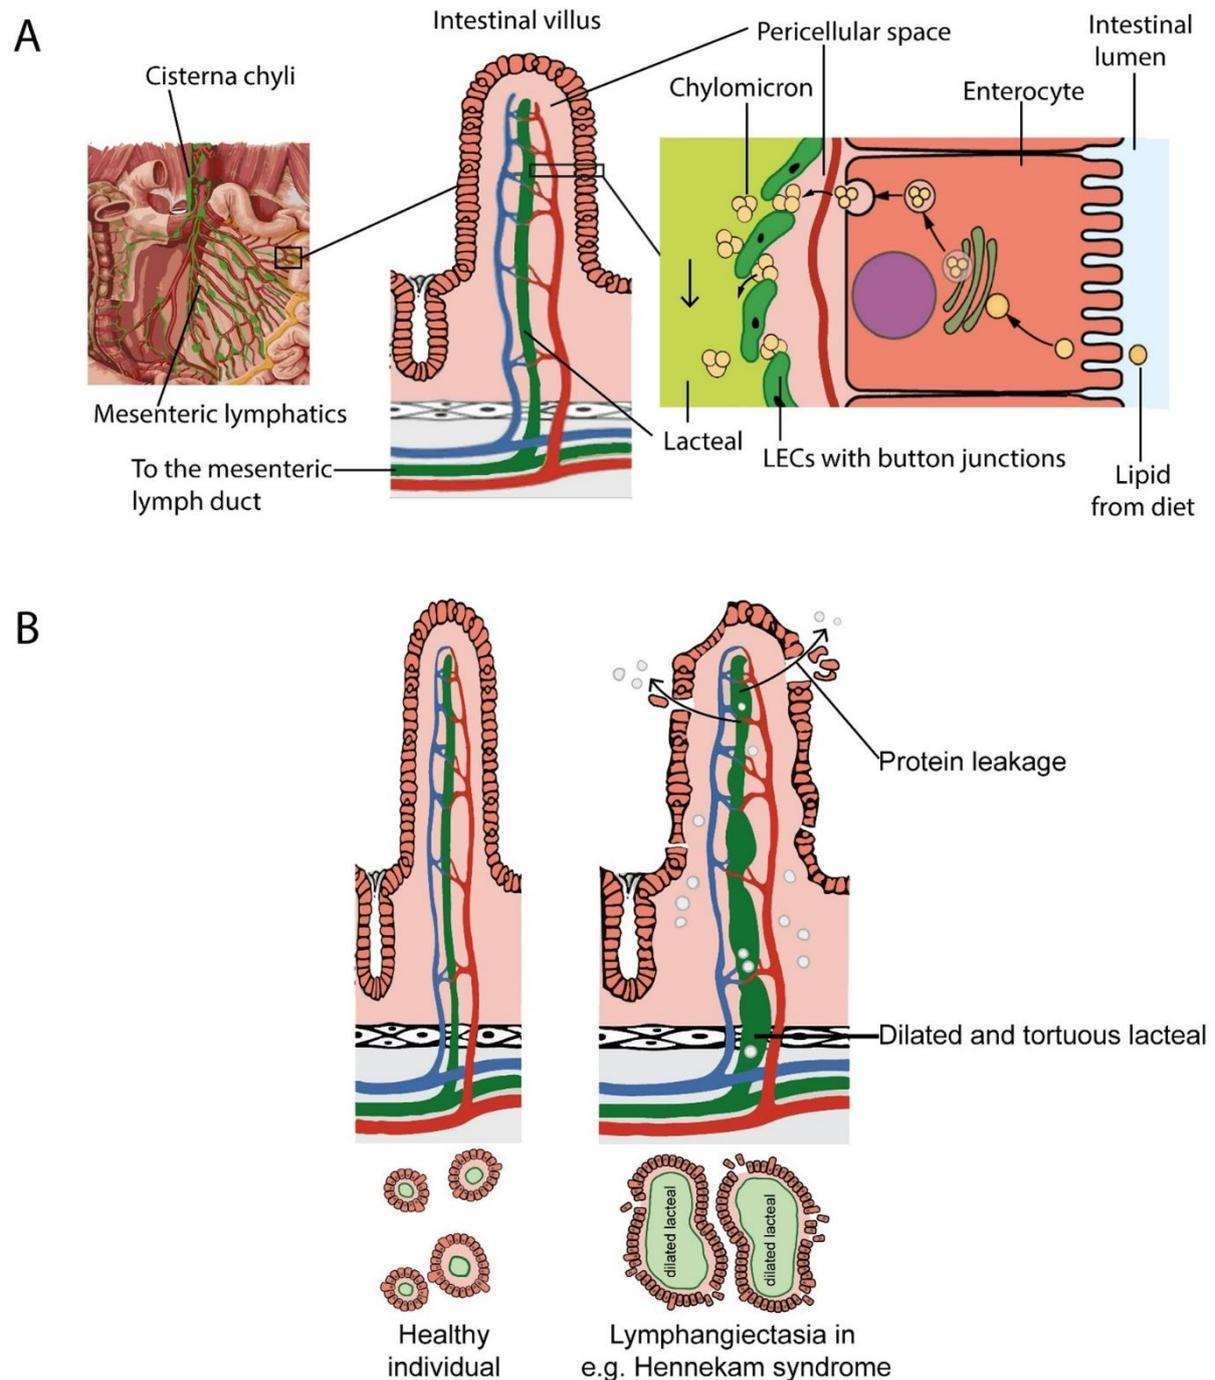 A
Intestinal villus
Pericellular space
Intestinal
lumen
Cisterna chyli
Chylomicron
Enterocyte
Mesenteric lymphatics
Lacteal
LECs with button junctions
To the mesenteric
lymph duct
Lipid
from diet
B
Protein leakage
Dilated and tortuous lacteal
dilated lacteal
dilated lacteal
Healthy
individual
Lymphangiectasia in
e.g. Hennekam syndrome